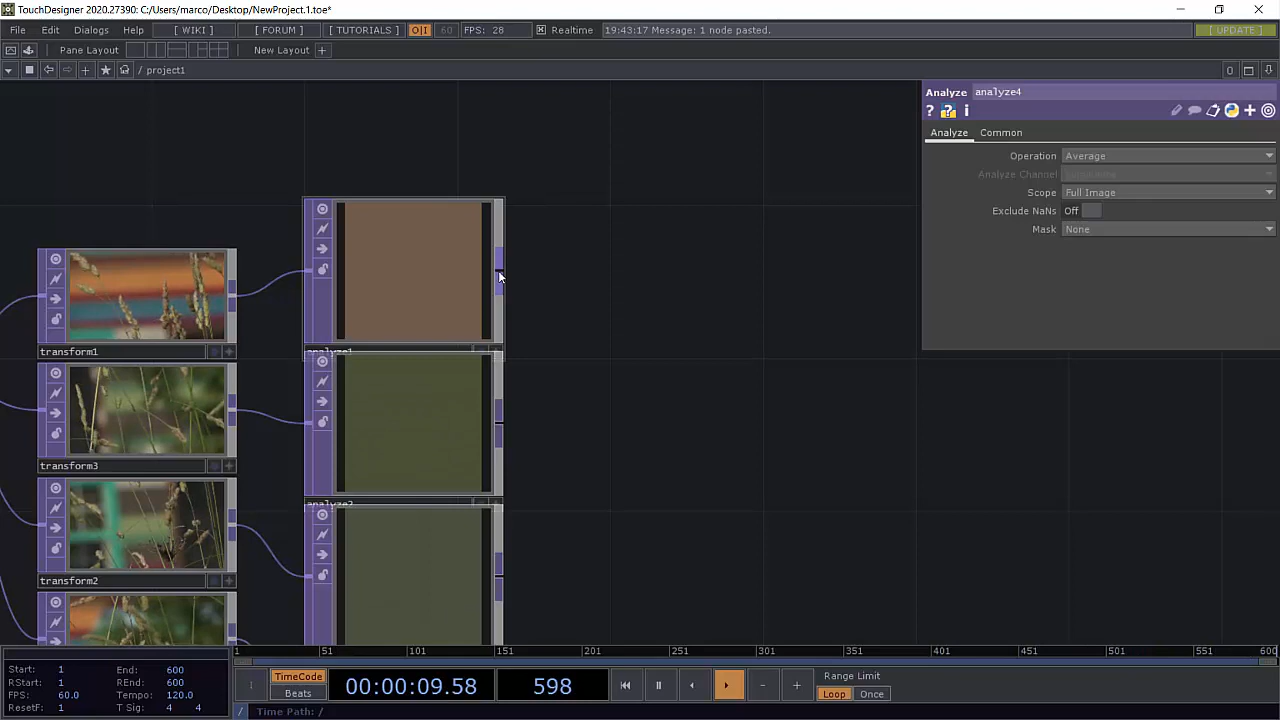 TouchDesigner 2020.27390: C:/Users/marco/Desktop/NewProject.1.toe*
File Edit Dialogs Help [ WIKI ] [ FORUM ] [ TUTORIALS ] O|I 60 FPS: 28 Realtime 19:43:17 Message: 1 node pasted. [ UPDATE ]
Pane Layout New Layout +
/ project1 0
Analyze analyze4
? ? i
Analyze Common
Operation Average
Analyze Channel
Scope Full Image
Exclude NaNs Off
Mask None
transform1
analyze1
transform3
analyze2
transform2
1 51 101 151 201 251 301 351 401 451 501 551 600
Start: 1 End: 600
RStart: 1 REnd: 600
FPS: 60.0 Tempo: 120.0
ResetF: 1 T Sig: 4 4
TimeCode
Beats
00:00:09.58
598
Range Limit
Loop Once
/ Time Path: /